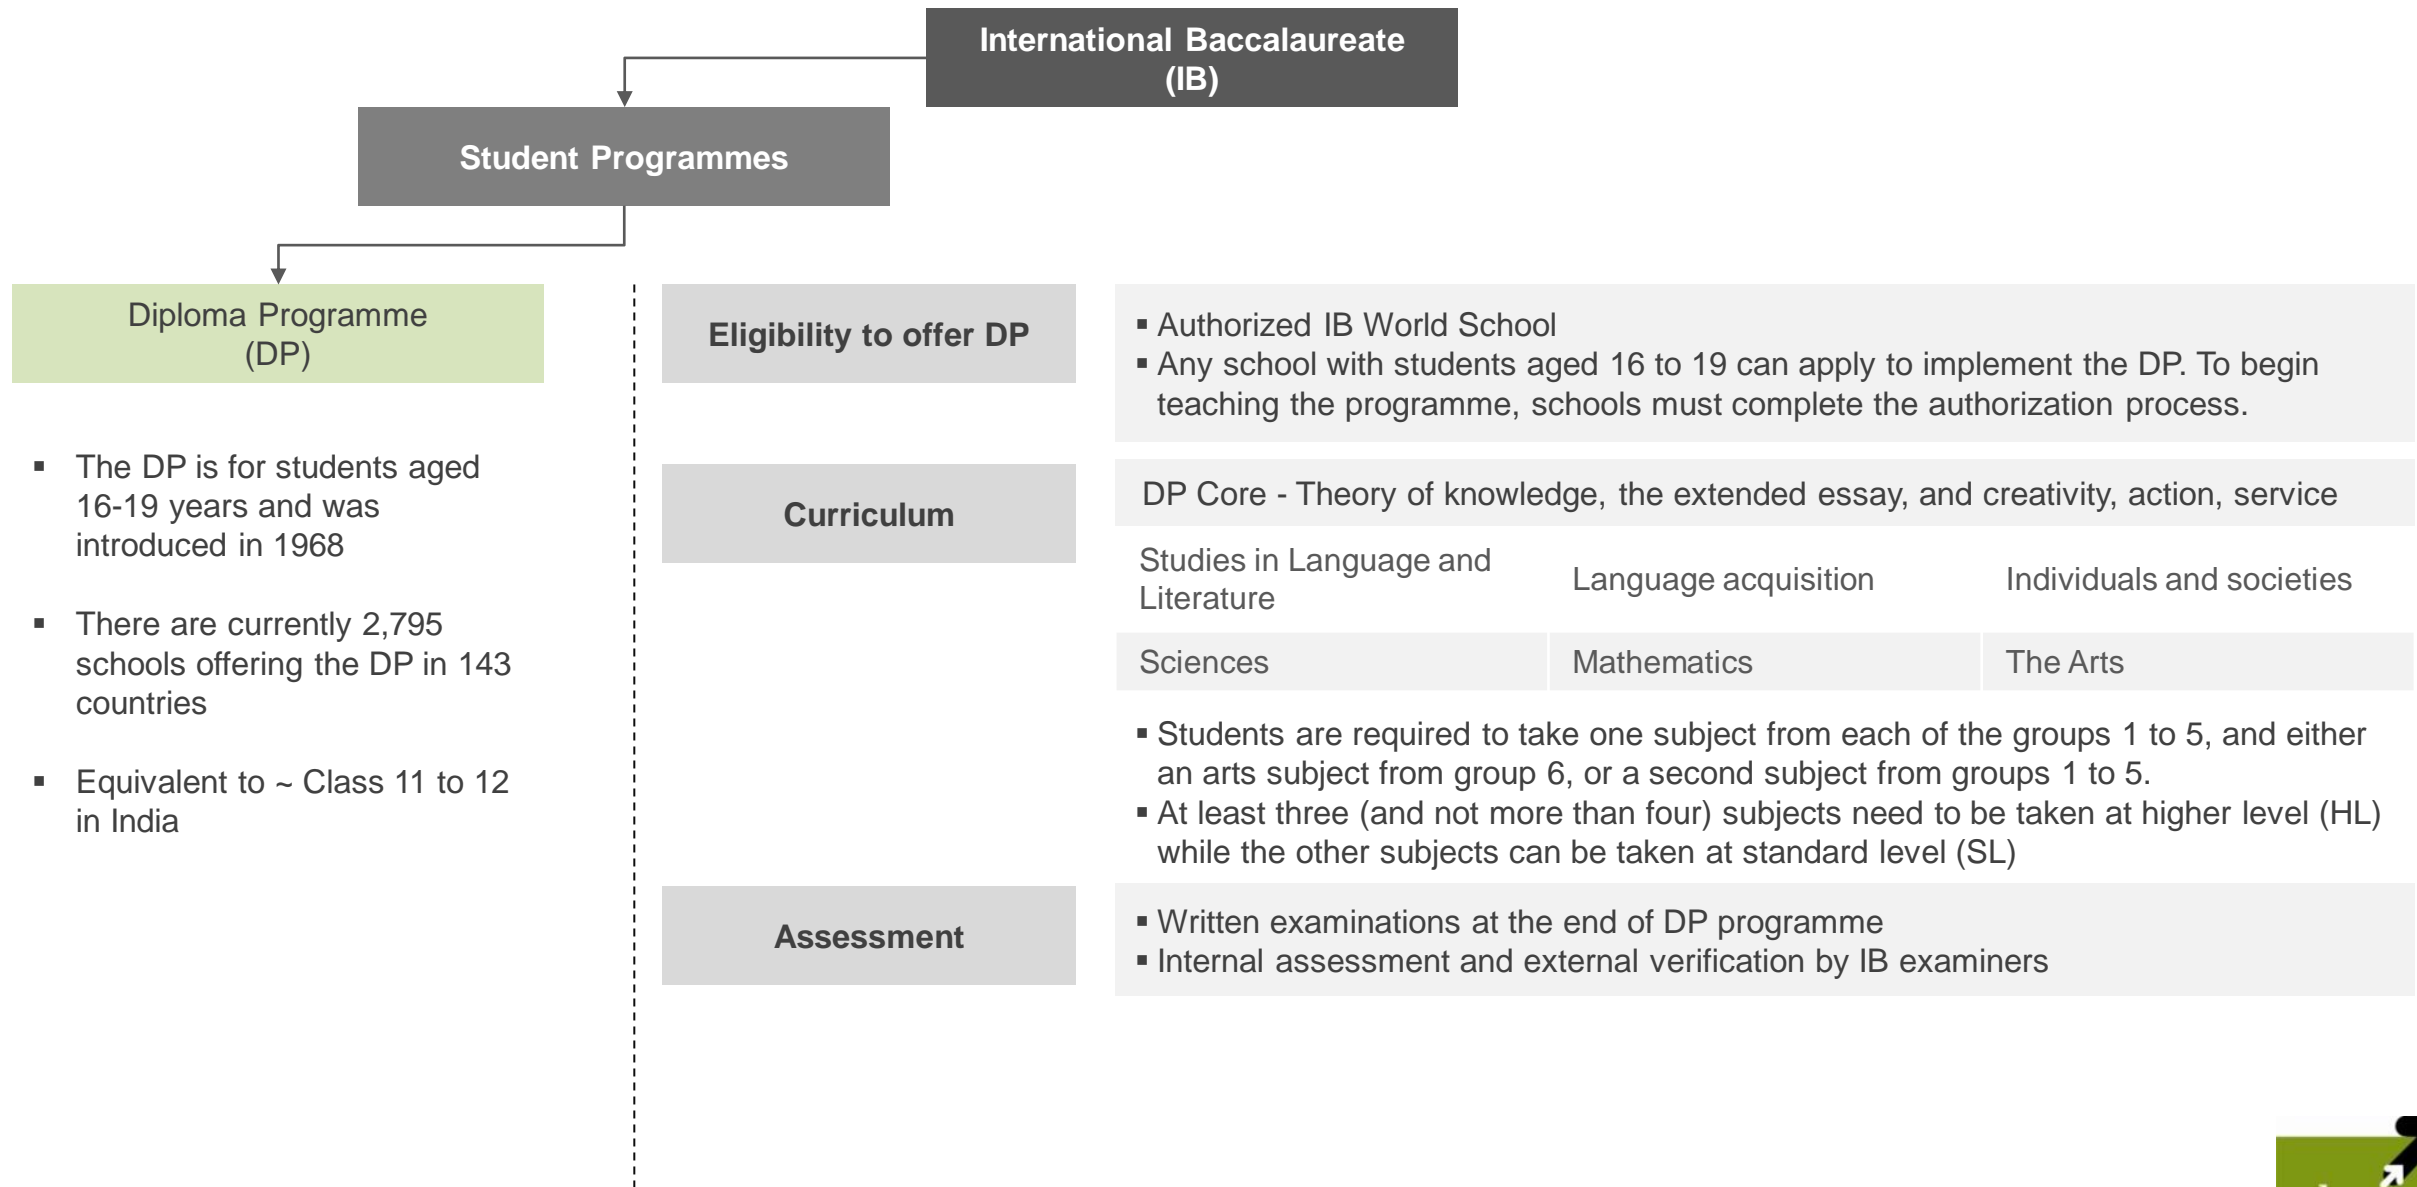 International Baccalaureate
(IB)
Student Programmes
Diploma Programme
(DP)
▪ The DP is for students aged
16-19 years and was
introduced in 1968
▪ There are currently 2,795
schools offering the DP in 143
countries
▪ Equivalent to ~ Class 11 to 12
in India
Eligibility to offer DP
▪ Authorized IB World School
▪ Any school with students aged 16 to 19 can apply to implement the DP. To begin
teaching the programme, schools must complete the authorization process.
Curriculum
DP Core - Theory of knowledge, the extended essay, and creativity, action, service
Studies in Language and
Literature
Language acquisition
Individuals and societies
Sciences
Mathematics
The Arts
▪ Students are required to take one subject from each of the groups 1 to 5, and either
an arts subject from group 6, or a second subject from groups 1 to 5.
▪ At least three (and not more than four) subjects need to be taken at higher level (HL)
while the other subjects can be taken at standard level (SL)
Assessment
▪ Written examinations at the end of DP programme
▪ Internal assessment and external verification by IB examiners